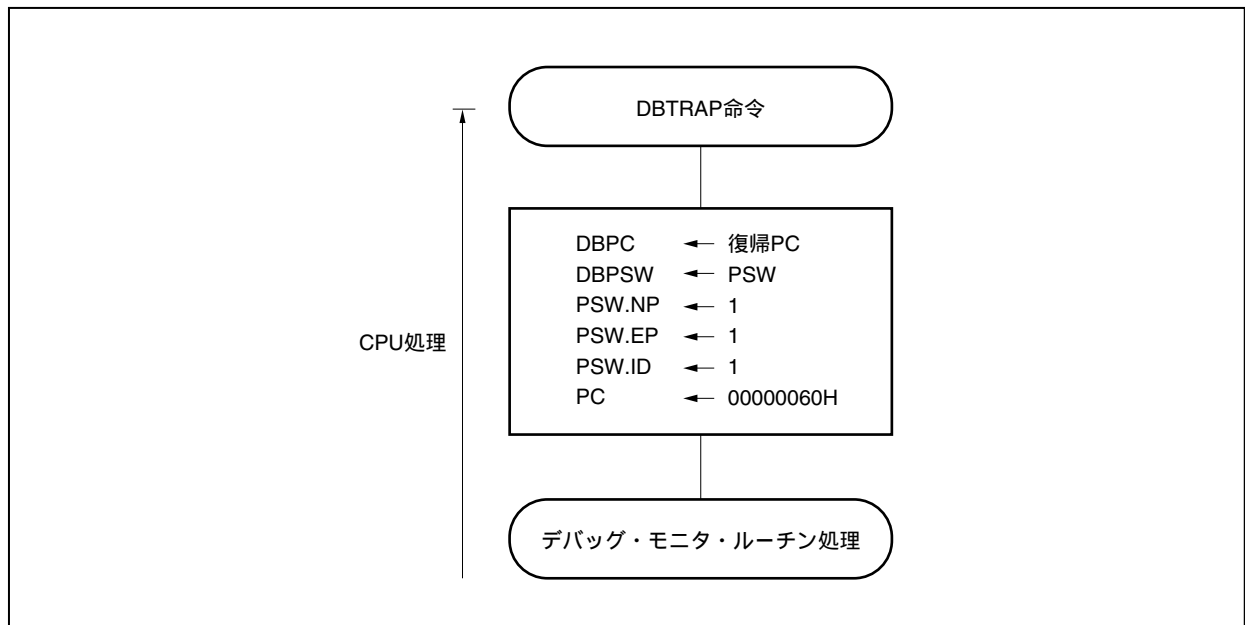 DBTRAP命令
DBPC ← 復帰PC
DBPSW ← PSW
PSW.NP ← 1
PSW.EP ← 1
PSW.ID ← 1
PC ← 00000060H
CPU処理
デバッグ・モニタ・ルーチン処理